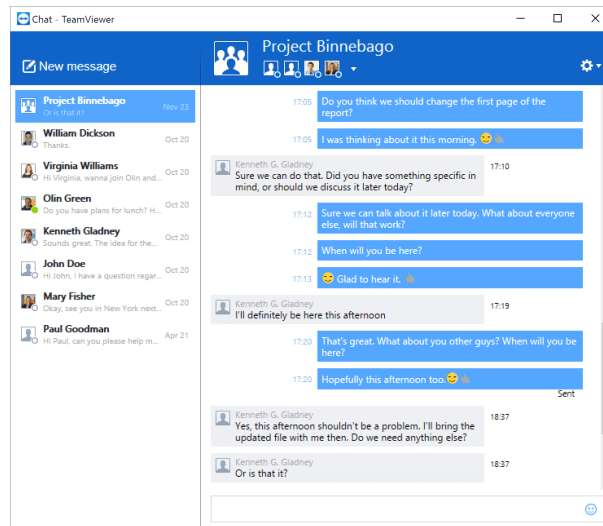 Chat - TeamViewer
New message
Project Binnebago
Project Binnebago
Or is that it?
Nov 23
William Dickson
Thanks.
Oct 20
Virginia Williams
Hi Virginia, wanna join Olin and...
Oct 20
Olin Green
Do you have plans for lunch? H...
Oct 20
Kenneth Gladney
Sounds great. The idea for the...
Oct 20
John Doe
Hi John, I have a question regar...
Oct 20
Mary Fisher
Okay, see you in New York next...
Oct 20
Paul Goodman
Hi Paul, can you please help m...
Apr 21
17:05
Do you think we should change the first page of the
report?
17:05
I was thinking about it this morning. 😊 👍
Kenneth G. Gladney
17:10
Sure we can do that. Did you have something specific in
mind, or should we discuss it later today?
17:12
Sure we can talk about it later today. What about everyone
else, will that work?
17:12
When will you be here?
17:13
😊 Glad to hear it. 👍
Kenneth G. Gladney
17:19
I'll definitely be here this afternoon
17:20
That's great. What about you other guys? When will you be
here?
17:20
Hopefully this afternoon too. 😊 👍
Sent
Kenneth G. Gladney
18:37
Yes, this afternoon shouldn't be a problem. I'll bring the
updated file with me then. Do we need anything else?
Kenneth G. Gladney
18:37
Or is that it?